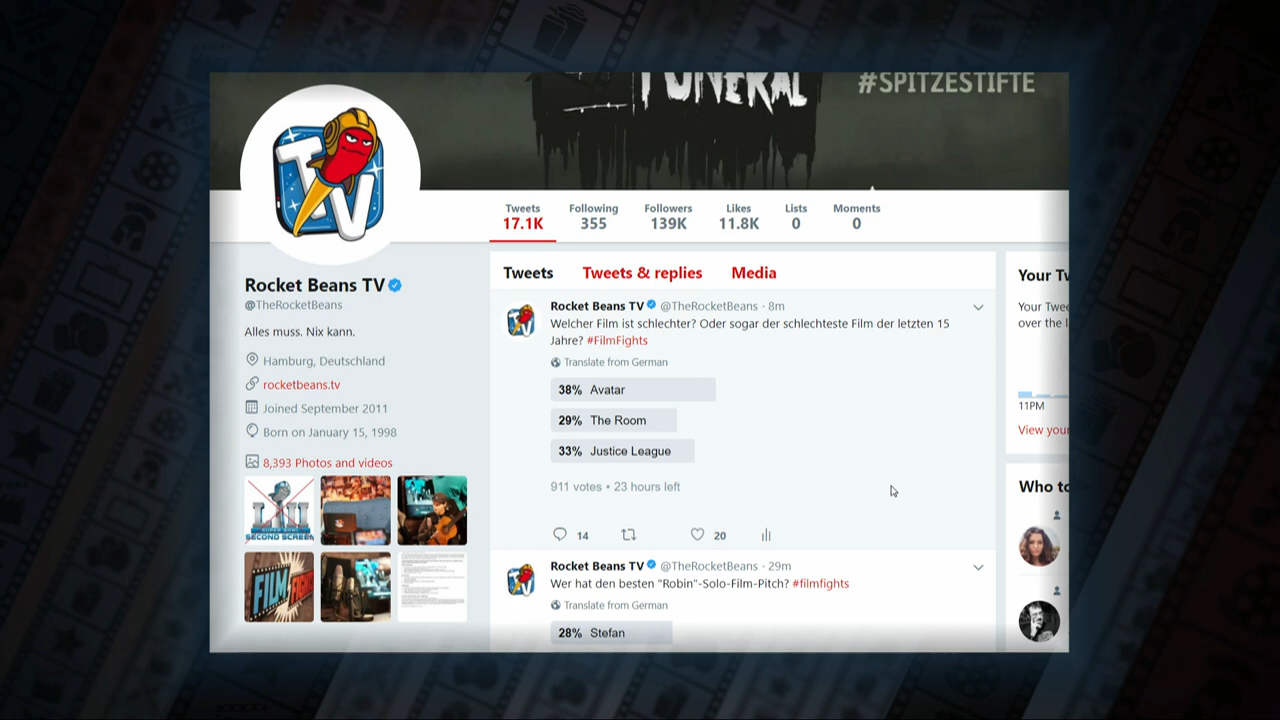 FUNERAL
#SPITZESTIFTE
TV
Tweets Following Followers Likes Lists Moments
17.1K 355 139K 11.8K 0 0
Rocket Beans TV
@TheRocketBeans
Alles muss. Nix kann.
Hamburg, Deutschland
rocketbeans.tv
Joined September 2011
Born on January 15, 1998
8,393 Photos and videos
LII
SECOND SCREEN
FILM
Tweets Tweets & replies Media
Rocket Beans TV @TheRocketBeans · 8m
Welcher Film ist schlechter? Oder sogar der schlechteste Film der letzten 15
Jahre? #FilmFights
Translate from German
38% Avatar
29% The Room
33% Justice League
911 votes • 23 hours left
14 20
Rocket Beans TV @TheRocketBeans · 29m
Wer hat den besten "Robin"-Solo-Film-Pitch? #filmfights
Translate from German
28% Stefan
Your Tw
Your Twee
over the l
11PM
View your
Who to